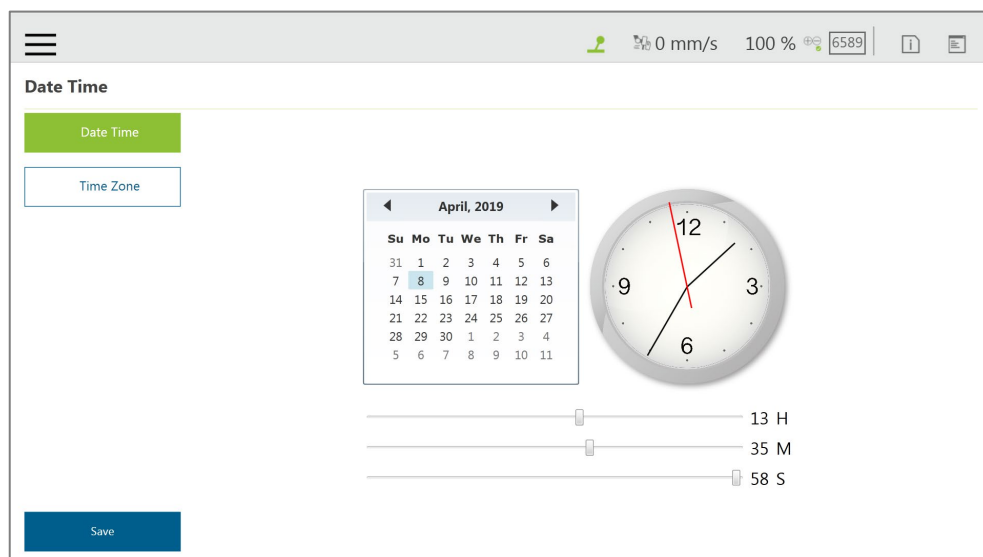 0 mm/s 100 % 6589
Date Time
Date Time
Time Zone
April, 2019
Su Mo Tu We Th Fr Sa
31 1 2 3 4 5 6
7 8 9 10 11 12 13
14 15 16 17 18 19 20
21 22 23 24 25 26 27
28 29 30 1 2 3 4
5 6 7 8 9 10 11
12
9 3
6
13 H
35 M
58 S
Save